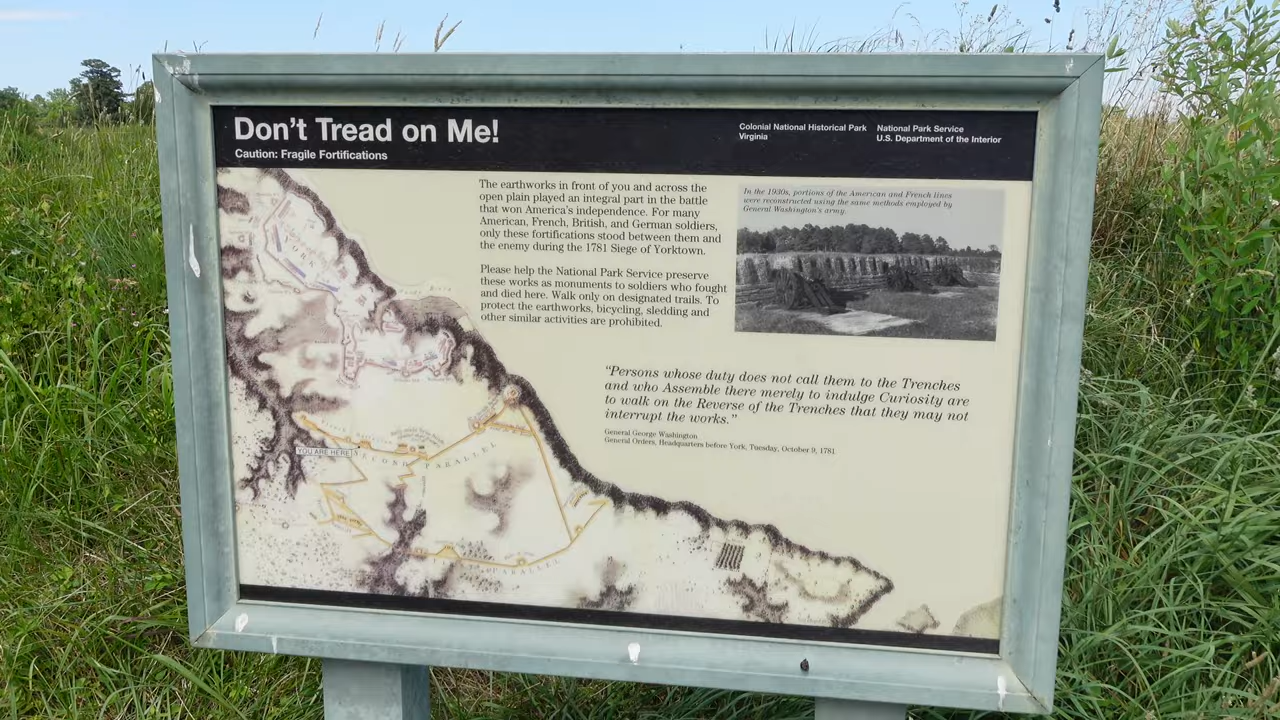 Don't Tread on Me!
Caution: Fragile Fortifications
Colonial National Historical Park
Virginia
National Park Service
U.S. Department of the Interior
The earthworks in front of you and across the
open plain played an integral part in the battle
that won America's independence. For many
American, French, British, and German soldiers,
only these fortifications stood between them and
the enemy during the 1781 Siege of Yorktown.
Please help the National Park Service preserve
these works as monuments to soldiers who fought
and died here. Walk only on designated trails. To
protect the earthworks, bicycling, sledding and
other similar activities are prohibited.
In the 1930s, portions of the American and French lines
were reconstructed using the same methods employed by
General Washington's army.
"Persons whose duty does not call them to the Trenches
and who Assemble there merely to indulge Curiosity are
to walk on the Reverse of the Trenches that they may not
interrupt the works."
General George Washington
General Orders, Headquarters before York, Tuesday, October 9, 1781
YORK
YOU ARE HERE
SECOND PARALLEL
PARALLEL